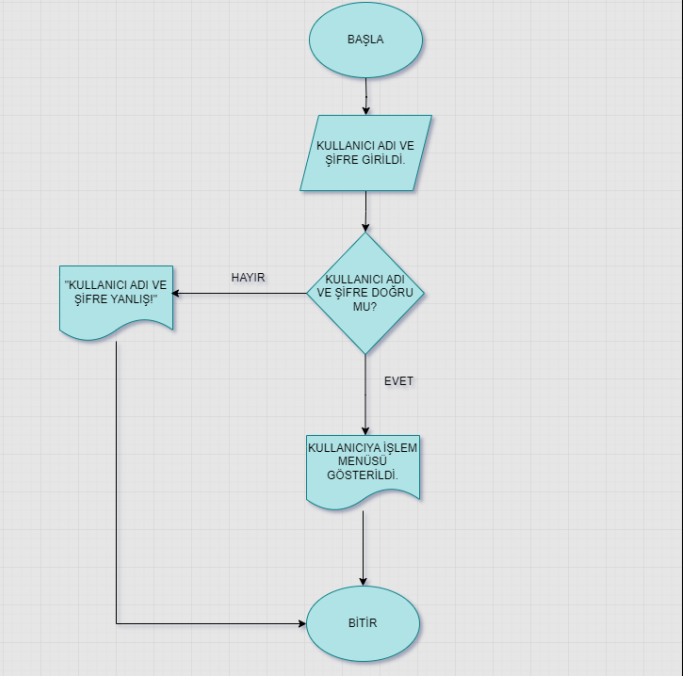 BAŞLA
KULLANICI ADI VE
ŞİFRE GİRİLDİ.
HAYIR
"KULLANICI ADI VE
ŞİFRE YANLIŞ!"
KULLANICI ADI
VE ŞİFRE DOĞRU
MU?
EVET
KULLANICIYA İŞLEM
MENÜSÜ
GÖSTERİLDİ.
BİTİR